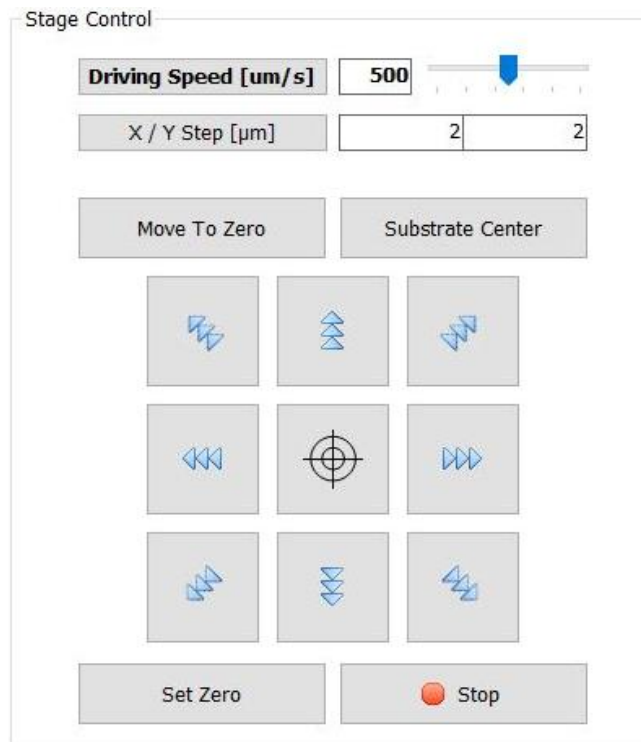 Stage Control
Driving Speed [um/s] 500
X / Y Step [µm] 2 2
Move To Zero Substrate Center
Set Zero Stop